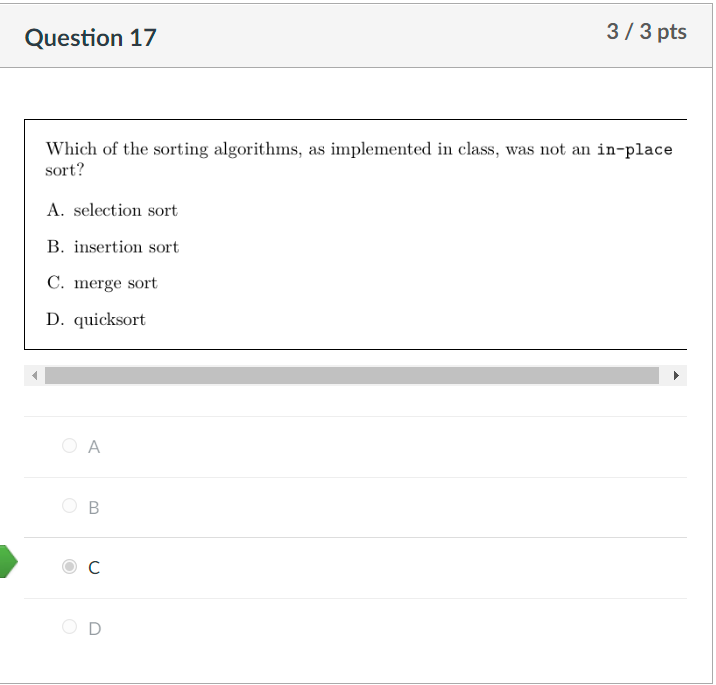 Question 17
3 / 3 pts
Which of the sorting algorithms, as implemented in class, was not an in-place
sort?
A. selection sort
B. insertion sort
C. merge sort
D. quicksort
A
B
C
D